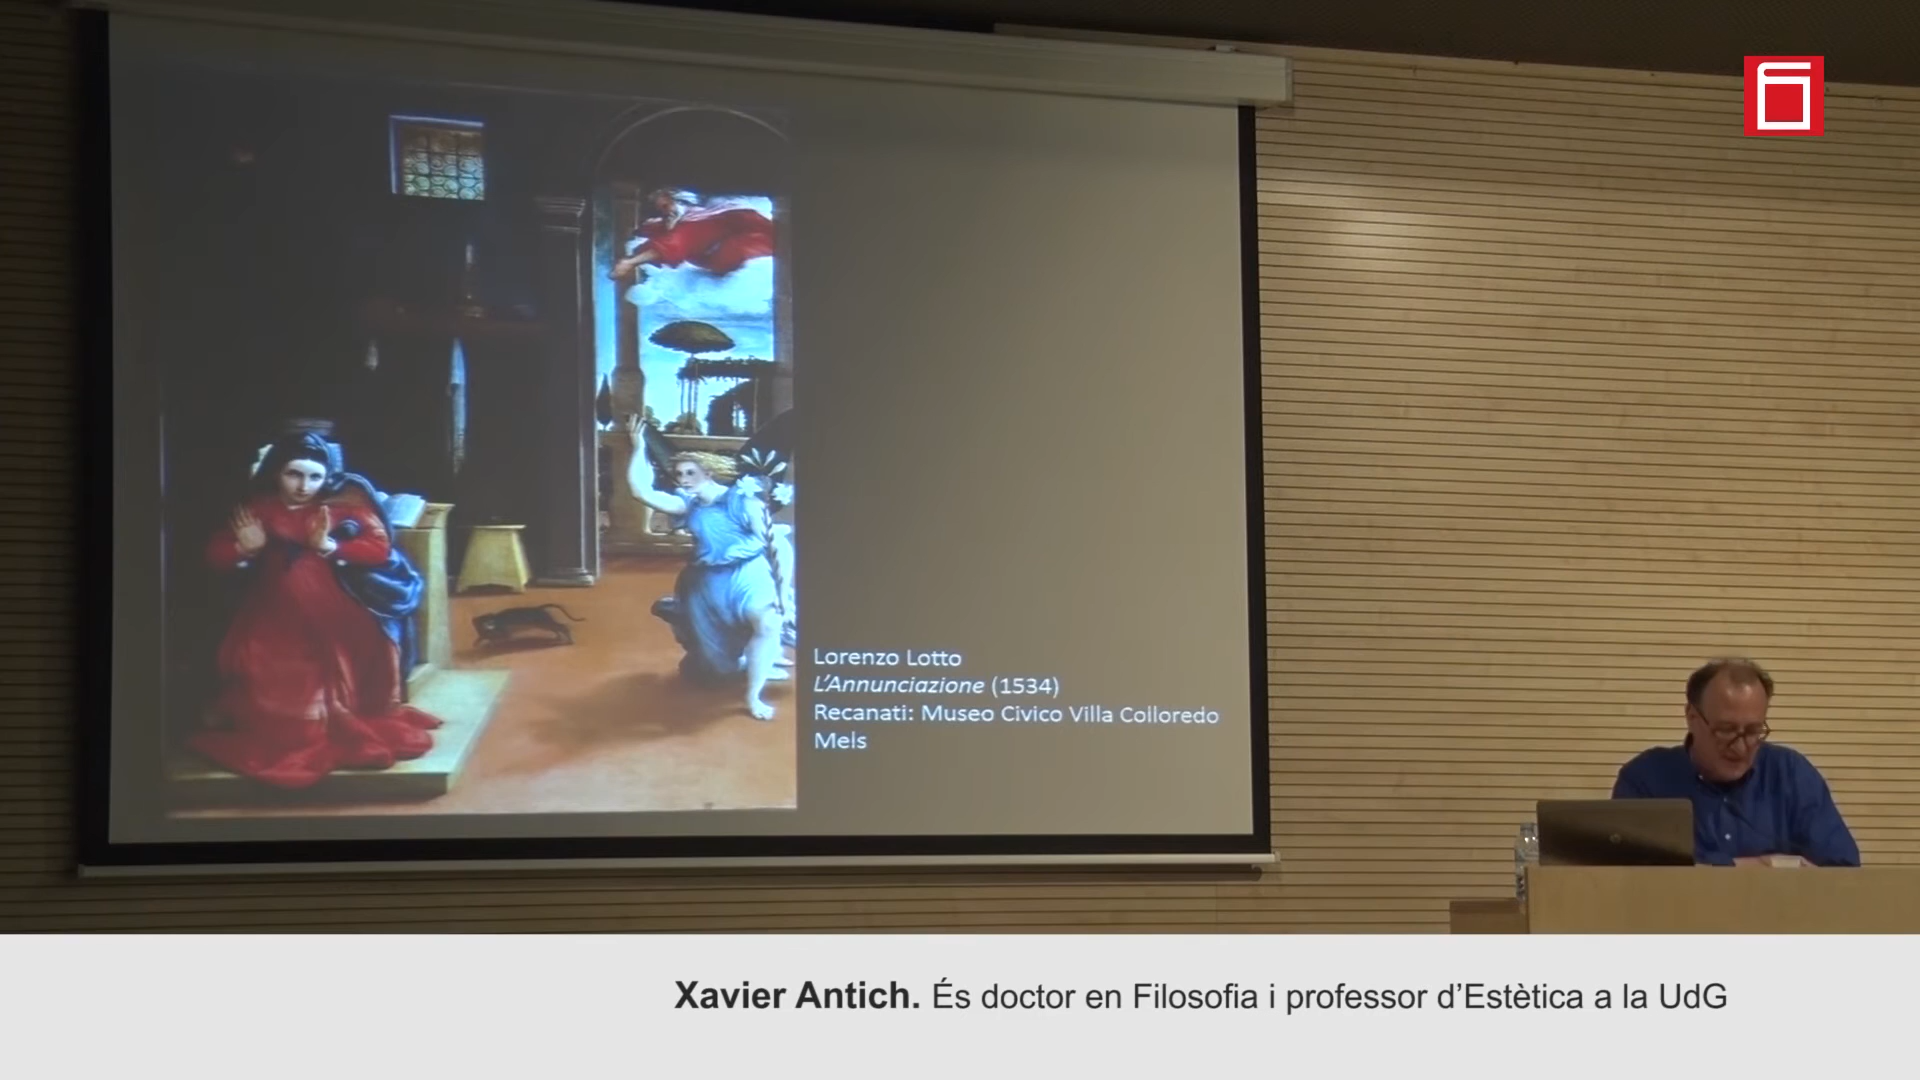 Lorenzo Lotto
L'Annunciazione (1534)
Recanati: Museo Civico Villa Colloredo
Mels
Xavier Antich. És doctor en Filosofia i professor d'Estètica a la UdG